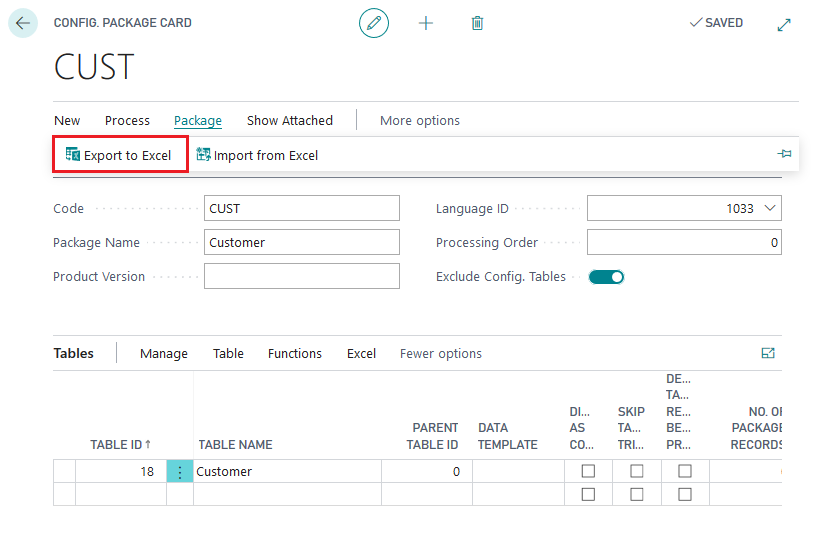 CONFIG. PACKAGE CARD
SAVED
CUST
New Process Package Show Attached More options
Export to Excel Import from Excel
Code CUST Language ID 1033
Package Name Customer Processing Order 0
Product Version Exclude Config. Tables
Tables Manage Table Functions Excel Fewer options
TABLE ID↑ TABLE NAME PARENT TABLE ID DATA TEMPLATE DI... AS CO... SKIP TA... TRI... DE... TA... RE... BE... PR... NO. OF PACKAGE RECORDS
18 Customer 0